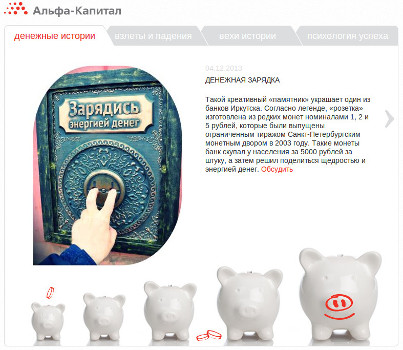 Альфа-Капитал
денежные истории
взлеты и падения
вехи истории
психология успеха
04.12.2013
ДЕНЕЖНАЯ ЗАРЯДКА
Такой креативный «памятник» украшает один из
банков Иркутска. Согласно легенде, «розетка»
изготовлена из редких монет номиналами 1, 2 и
5 рублей, которые были выпущены
ограниченным тиражом Санкт-Петербургским
монетным двором в 2003 году. Такие монеты
банк скупал у населения за 5000 рублей за
штуку, а затем решил поделиться щедростью и
энергией денег. Обсудить
Зарядись
энергией денег